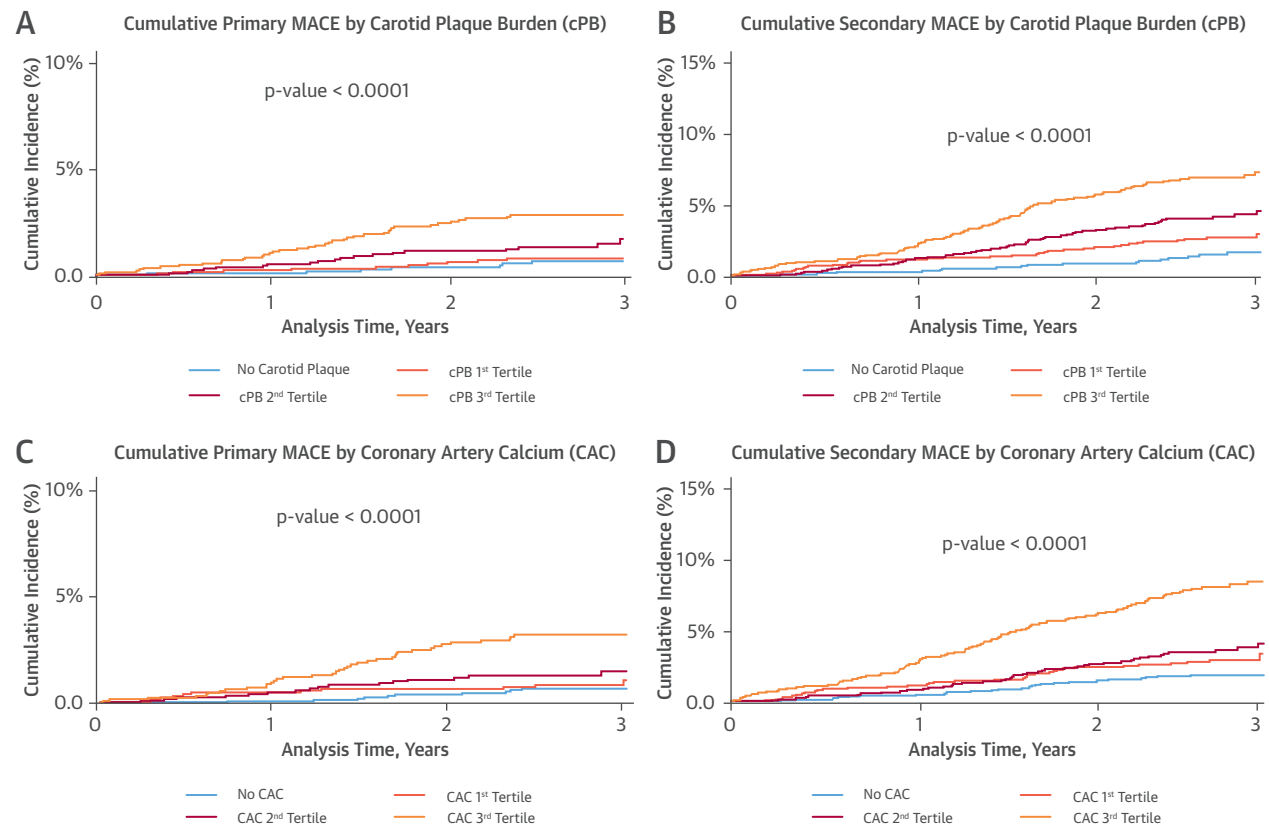 A
Cumulative Primary MACE by Carotid Plaque Burden (cPB)
Cumulative Incidence (%)
10%
5%
0.0
p-value < 0.0001
0 1 2 3
Analysis Time, Years
No Carotid Plaque
cPB 1st Tertile
cPB 2nd Tertile
cPB 3rd Tertile
B
Cumulative Secondary MACE by Carotid Plaque Burden (cPB)
Cumulative Incidence (%)
15%
10%
5%
0.0
p-value < 0.0001
0 1 2 3
Analysis Time, Years
No Carotid Plaque
cPB 1st Tertile
cPB 2nd Tertile
cPB 3rd Tertile
C
Cumulative Primary MACE by Coronary Artery Calcium (CAC)
Cumulative Incidence (%)
10%
5%
0.0
p-value < 0.0001
0 1 2 3
Analysis Time, Years
No CAC
CAC 1st Tertile
CAC 2nd Tertile
CAC 3rd Tertile
D
Cumulative Secondary MACE by Coronary Artery Calcium (CAC)
Cumulative Incidence (%)
15%
10%
5%
0.0
p-value < 0.0001
0 1 2 3
Analysis Time, Years
No CAC
CAC 1st Tertile
CAC 2nd Tertile
CAC 3rd Tertile